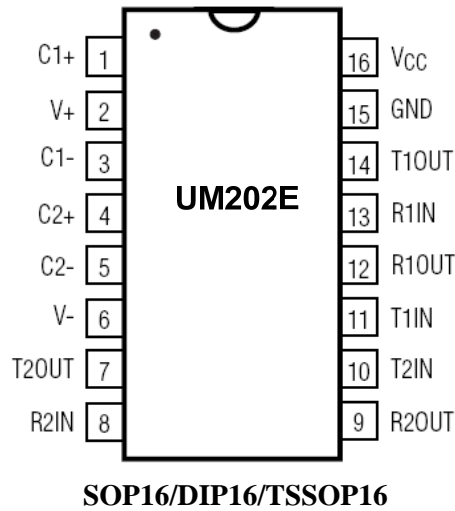 C1+ 1 16 VCC
V+ 2 15 GND
C1- 3 14 T1OUT
UM202E
C2+ 4 13 R1IN
C2- 5 12 R1OUT
V- 6 11 T1IN
T2OUT 7 10 T2IN
R2IN 8 9 R2OUT
SOP16/DIP16/TSSOP16